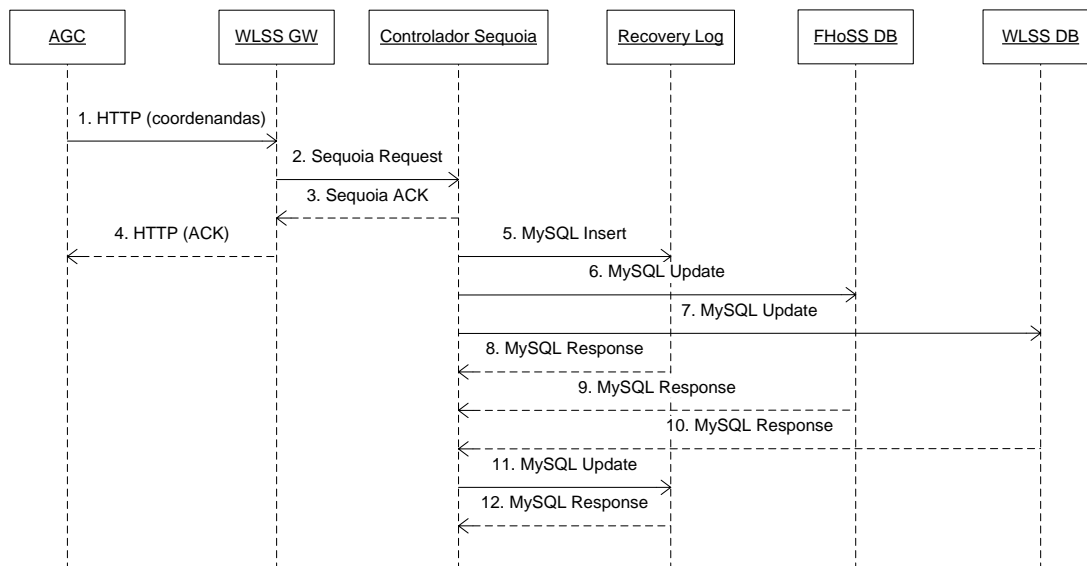 AGC
WLSS GW
Controlador Sequoia
Recovery Log
FHoSS DB
WLSS DB
1. HTTP (coordenandas)
2. Sequoia Request
3. Sequoia ACK
4. HTTP (ACK)
5. MySQL Insert
6. MySQL Update
7. MySQL Update
8. MySQL Response
9. MySQL Response
10. MySQL Response
11. MySQL Update
12. MySQL Response